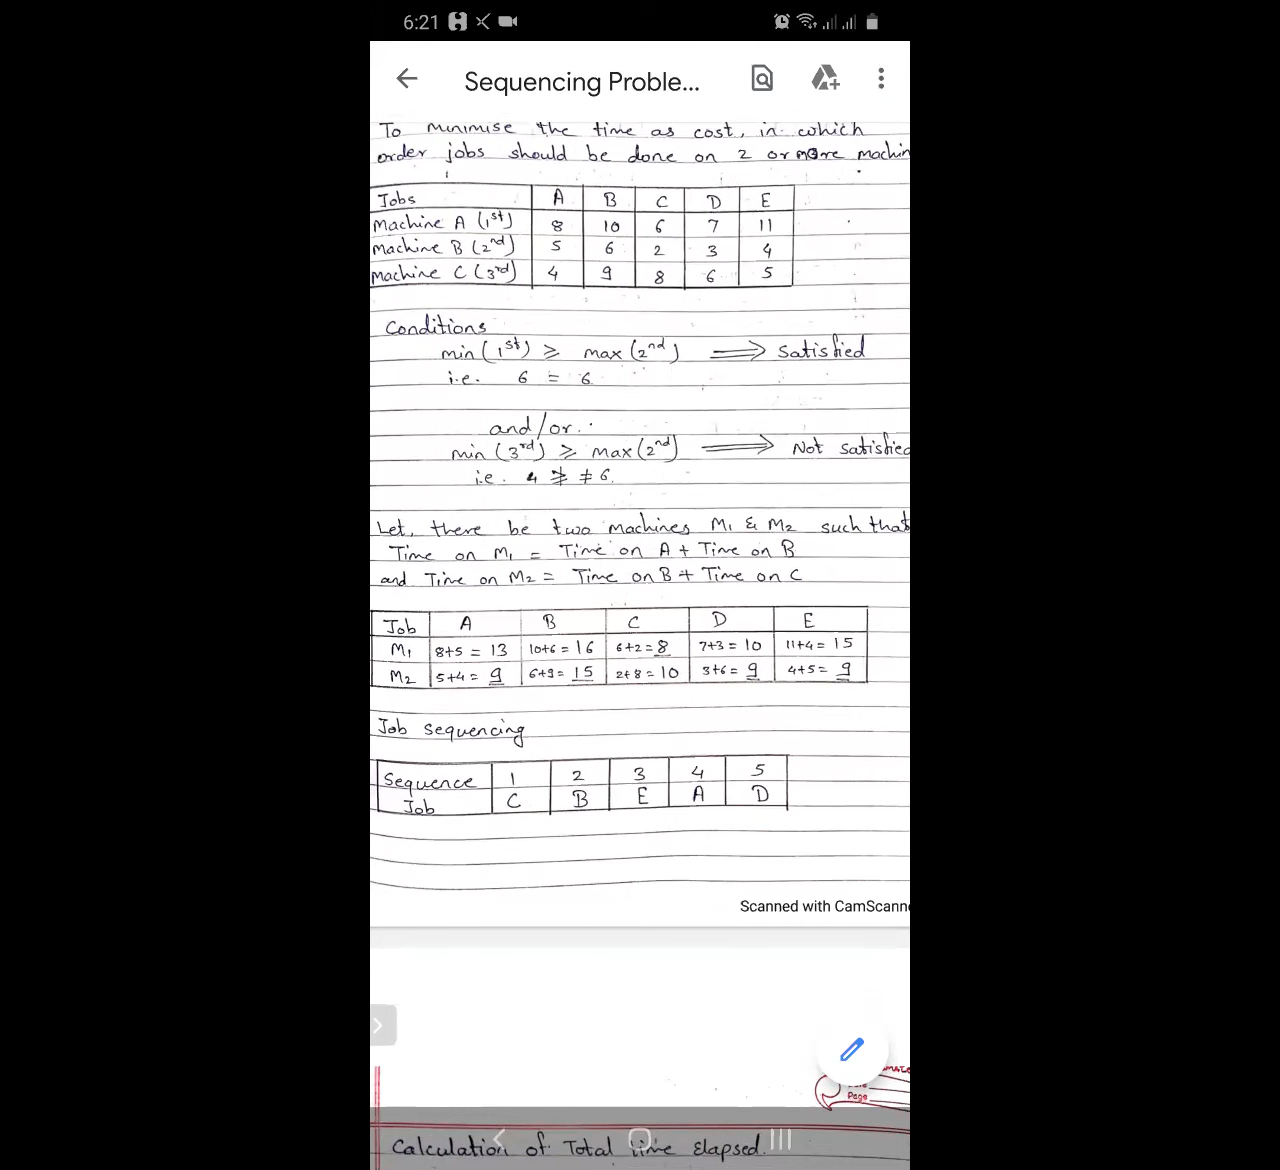 6:21
Sequencing Proble...
To minimise the time as cost, in which
order jobs should be done on 2 or more machin
Jobs A B C D E
Machine A (1st) 8 10 6 7 11
Machine B (2nd) 5 6 2 3 4
Machine C (3rd) 4 9 8 6 5
Conditions
min (1st) ⩾ max (2nd) ⟹ Satisfied
i.e. 6 = 6
and/or.
min (3rd) ⩾ max (2nd) ⟹ Not satisfied
i.e. 4 ≱ ≠ 6.
Let, there be two machines M1 & M2 such that
Time on M1 = Time on A + Time on B
and Time on M2 = Time on B + Time on C
Job A B C D E
M1 8+5 = 13 10+6 = 16 6+2 = 8 7+3 = 10 11+4 = 15
M2 5+4 = 9 6+9 = 15 2+8 = 10 3+6 = 9 4+5 = 9
Job sequencing
Sequence 1 2 3 4 5
Job C B E A D
Scanned with CamScann
Page
Calculation of Total time elapsed.